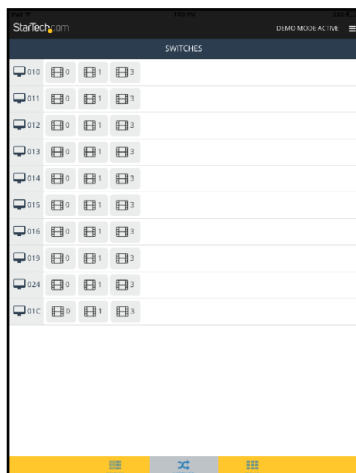 StarTech.com
DEMO MODE ACTIVE
SWITCHES
010 0 1 3
011 0 1 3
012 0 1 3
013 0 1 3
014 0 1 3
015 0 1 3
016 0 1 3
019 0 1 3
024 0 1 3
01C 0 1 3